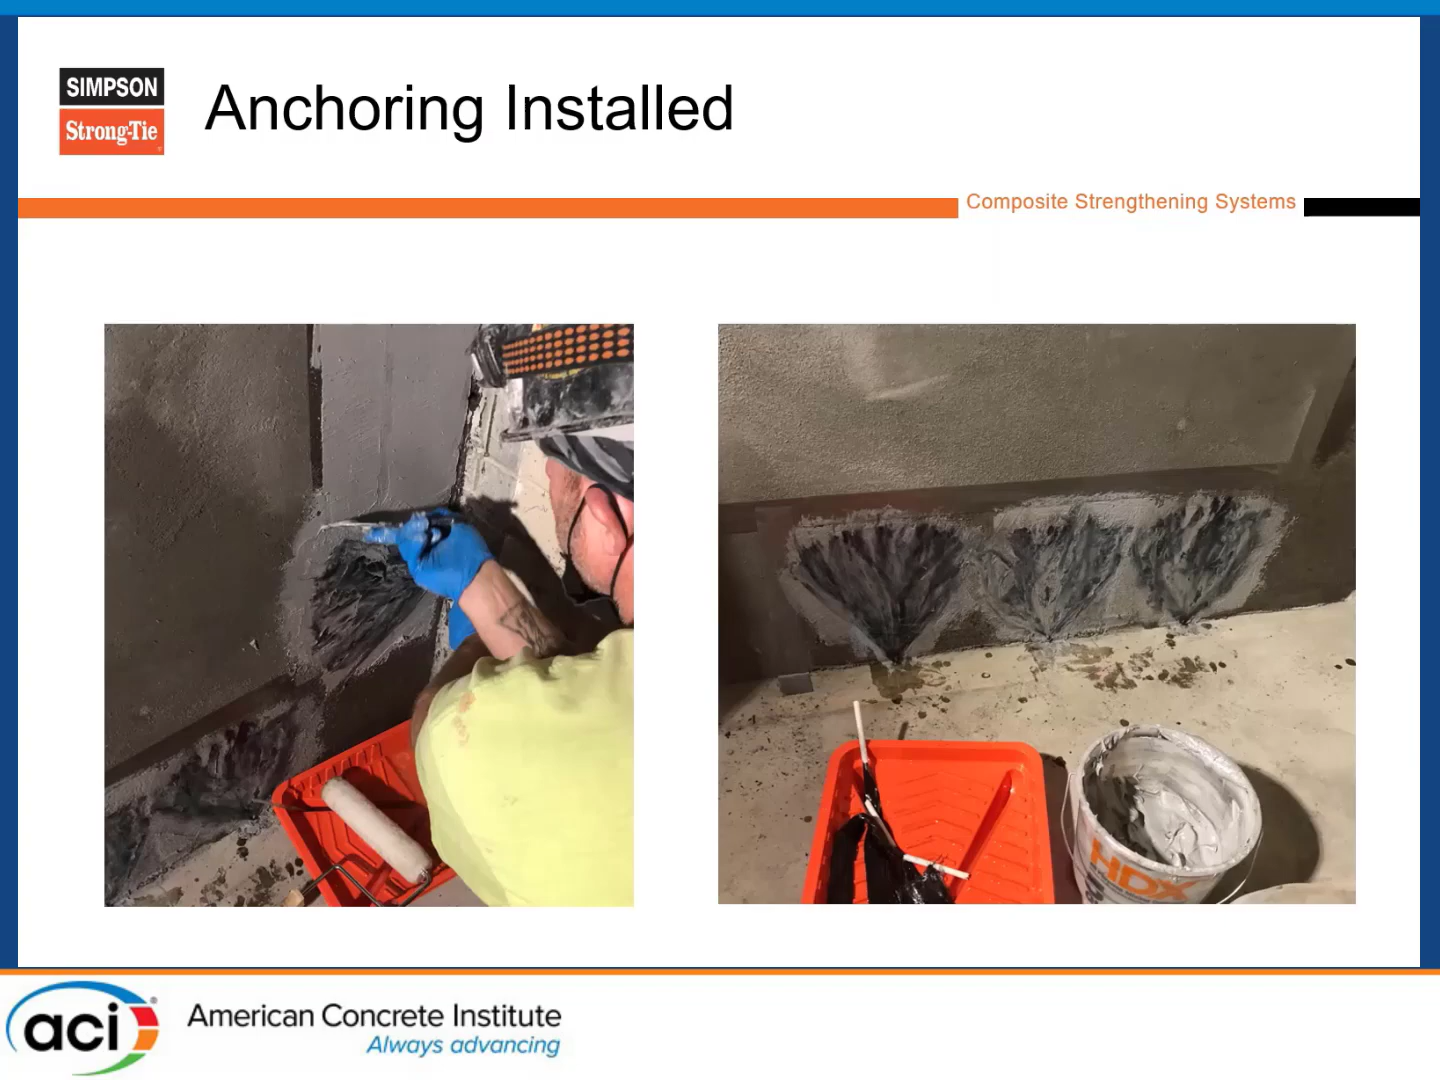 SIMPSON
Strong-Tie
Anchoring Installed
Composite Strengthening Systems
HDX
aci
American Concrete Institute
Always advancing